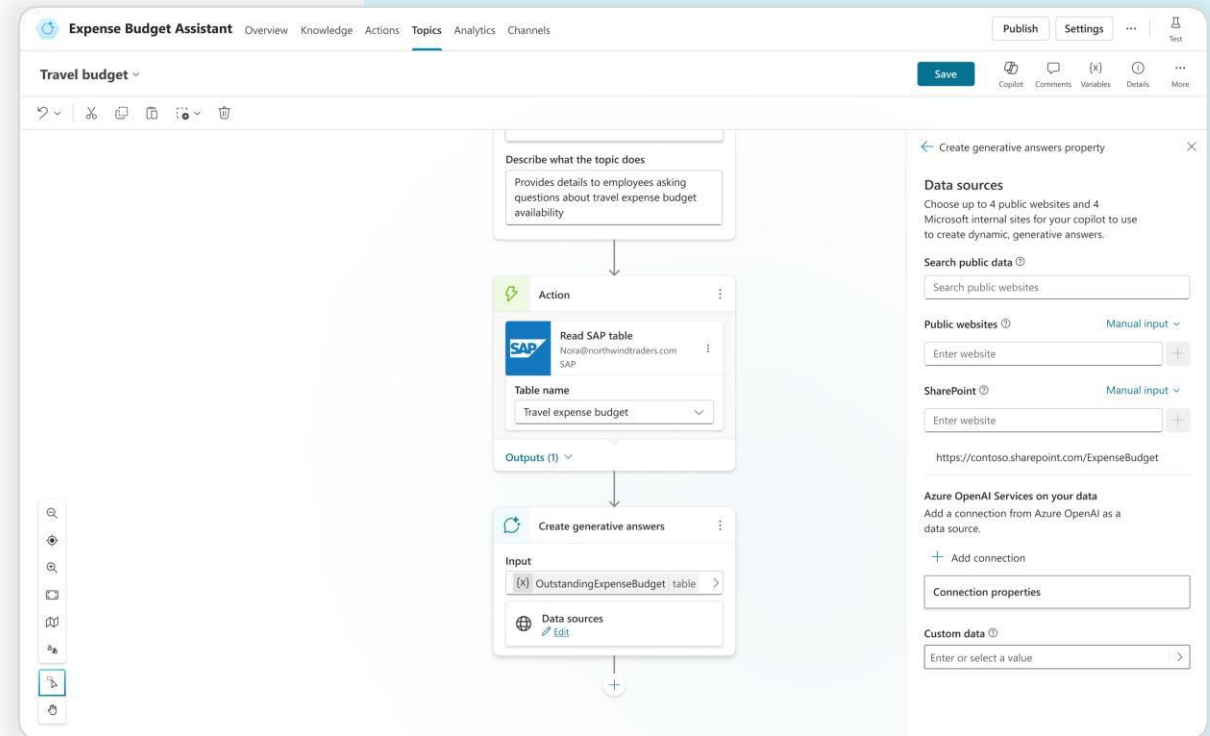 Expense Budget Assistant Overview Knowledge Actions Topics Analytics Channels Publish Settings ... Test
Travel budget Save Copilot Comments {x} Variables Details More
Describe what the topic does
Provides details to employees asking
questions about travel expense budget
availability
Action
SAP
Read SAP table
Nora@northwindtraders.com
SAP
Table name
Travel expense budget
Outputs (1)
Create generative answers
Input
{x} OutstandingExpenseBudget table
Data sources
Edit
Create generative answers property
Data sources
Choose up to 4 public websites and 4
Microsoft internal sites for your copilot to use
to create dynamic, generative answers.
Search public data
Search public websites
Public websites Manual input
Enter website
SharePoint Manual input
Enter website
https://contoso.sharepoint.com/ExpenseBudget
Azure OpenAI Services on your data
Add a connection from Azure OpenAI as a
data source.
Add connection
Connection properties
Custom data
Enter or select a value